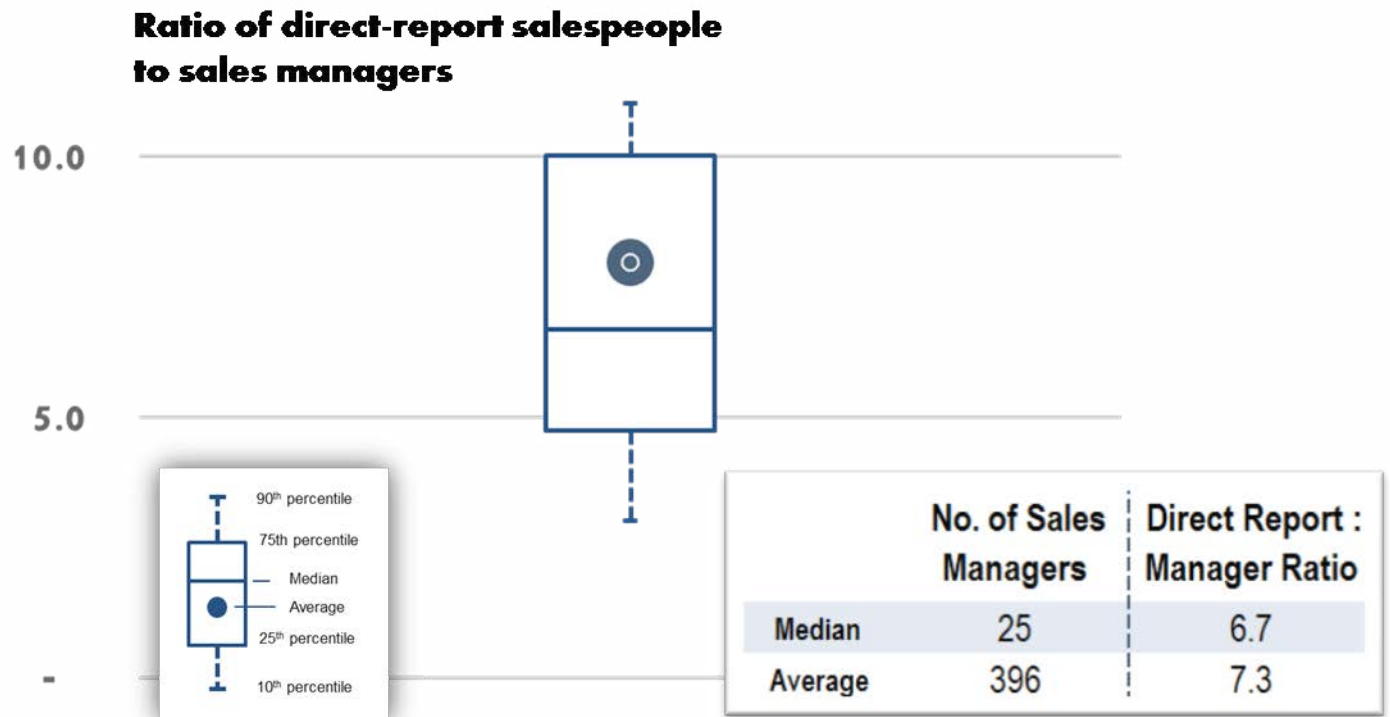 Ratio of direct-report salespeople
to sales managers
10.0
5.0
-
90th percentile
75th percentile
Median
Average
25th percentile
10th percentile
No. of Sales Managers
Direct Report : Manager Ratio
Median 25 6.7
Average 396 7.3